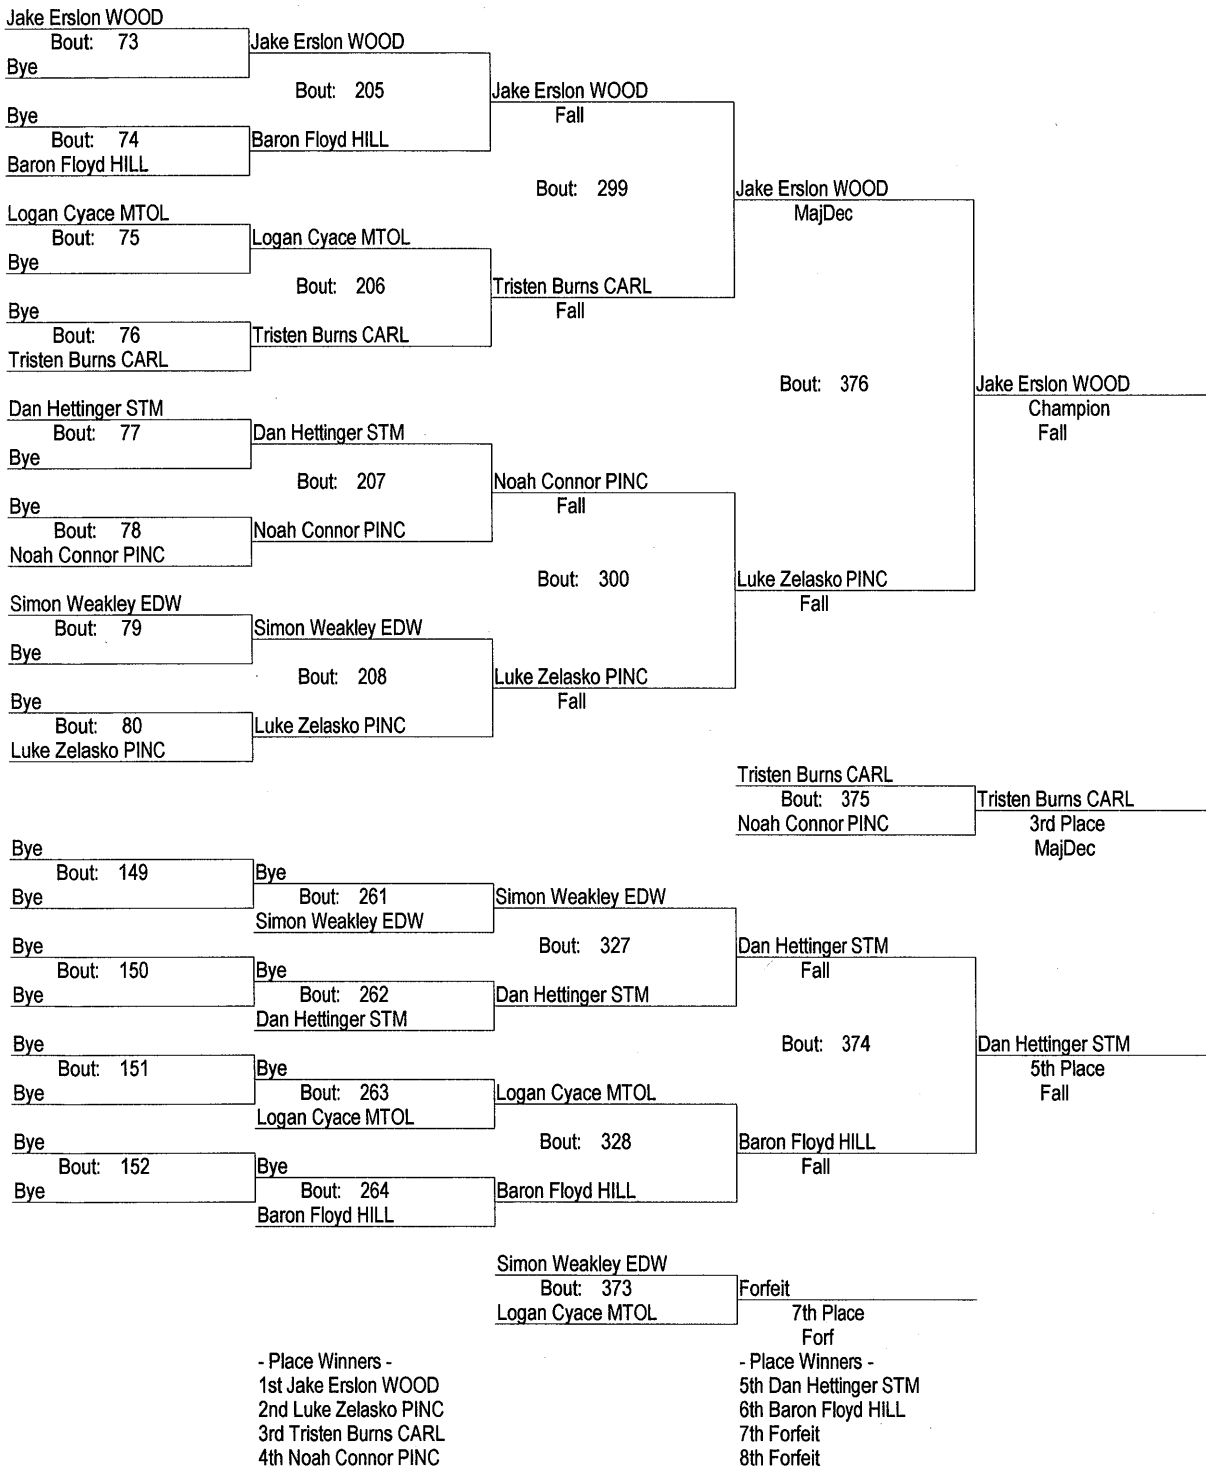 Jake Erslon WOOD
Bout: 73
Jake Erslon WOOD
Bye
Bout: 205
Jake Erslon WOOD
Fall
Bye
Bout: 74
Baron Floyd HILL
Baron Floyd HILL
Bout: 299
Jake Erslon WOOD
MajDec
Logan Cyace MTOL
Bout: 75
Logan Cyace MTOL
Bye
Bout: 206
Tristen Burns CARL
Fall
Bye
Bout: 76
Tristen Burns CARL
Tristen Burns CARL
Bout: 376
Jake Erslon WOOD
Champion
Fall
Dan Hettinger STM
Bout: 77
Dan Hettinger STM
Bye
Bout: 207
Noah Connor PINC
Fall
Bye
Bout: 78
Noah Connor PINC
Noah Connor PINC
Bout: 300
Luke Zelasko PINC
Fall
Simon Weakley EDW
Bout: 79
Simon Weakley EDW
Bye
Bout: 208
Luke Zelasko PINC
Fall
Bye
Bout: 80
Luke Zelasko PINC
Luke Zelasko PINC
Tristen Burns CARL
Bout: 375
Tristen Burns CARL
Noah Connor PINC
3rd Place
MajDec
Bye
Bout: 149
Bye
Bye
Bout: 261
Simon Weakley EDW
Simon Weakley EDW
Bout: 327
Dan Hettinger STM
Fall
Bye
Bout: 150
Bye
Bye
Bout: 262
Dan Hettinger STM
Dan Hettinger STM
Bout: 374
Dan Hettinger STM
5th Place
Fall
Bye
Bout: 151
Bye
Bye
Bout: 263
Logan Cyace MTOL
Logan Cyace MTOL
Bout: 328
Baron Floyd HILL
Fall
Bye
Bout: 152
Bye
Bye
Bout: 264
Baron Floyd HILL
Baron Floyd HILL
Simon Weakley EDW
Bout: 373
Forfeit
Logan Cyace MTOL
7th Place
Forf
- Place Winners -
1st Jake Erslon WOOD
2nd Luke Zelasko PINC
3rd Tristen Burns CARL
4th Noah Connor PINC
- Place Winners -
5th Dan Hettinger STM
6th Baron Floyd HILL
7th Forfeit
8th Forfeit